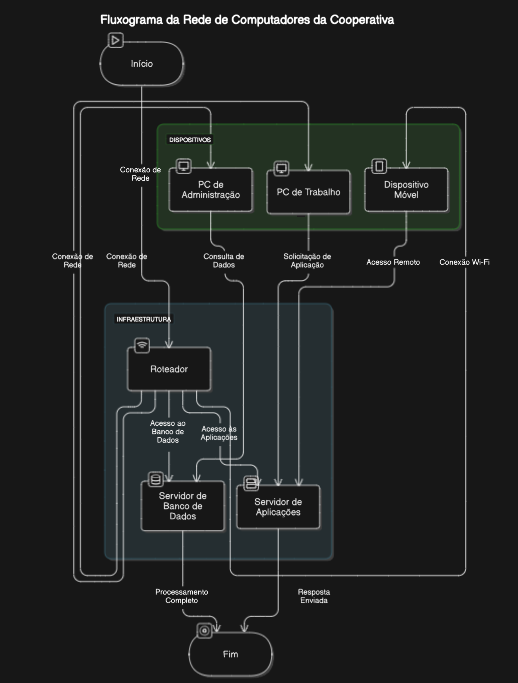 Fluxograma da Rede de Computadores da Cooperativa
Início
DISPOSITIVOS
Conexão de
Rede
PC de
Administração
PC de Trabalho
Dispositivo
Móvel
Conexão de
Rede
Conexão de
Rede
Consulta de
Dados
Solicitação de
Aplicação
Acesso Remoto
Conexão Wi-Fi
INFRAESTRUTURA
Roteador
Acesso ao
Banco de
Dados
Acesso às
Aplicações
Servidor de
Banco de
Dados
Servidor de
Aplicações
Processamento
Completo
Resposta
Enviada
Fim